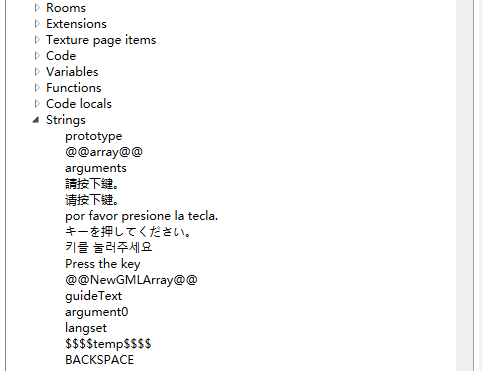 Rooms
Extensions
Texture page items
Code
Variables
Functions
Code locals
Strings
prototype
@@array@@
arguments
請按下鍵。
请按下键。
por favor presione la tecla.
キーを押してください。
키를 눌러주세요
Press the key
@@NewGMLArray@@
guideText
argument0
langset
$$$$temp$$$$
BACKSPACE